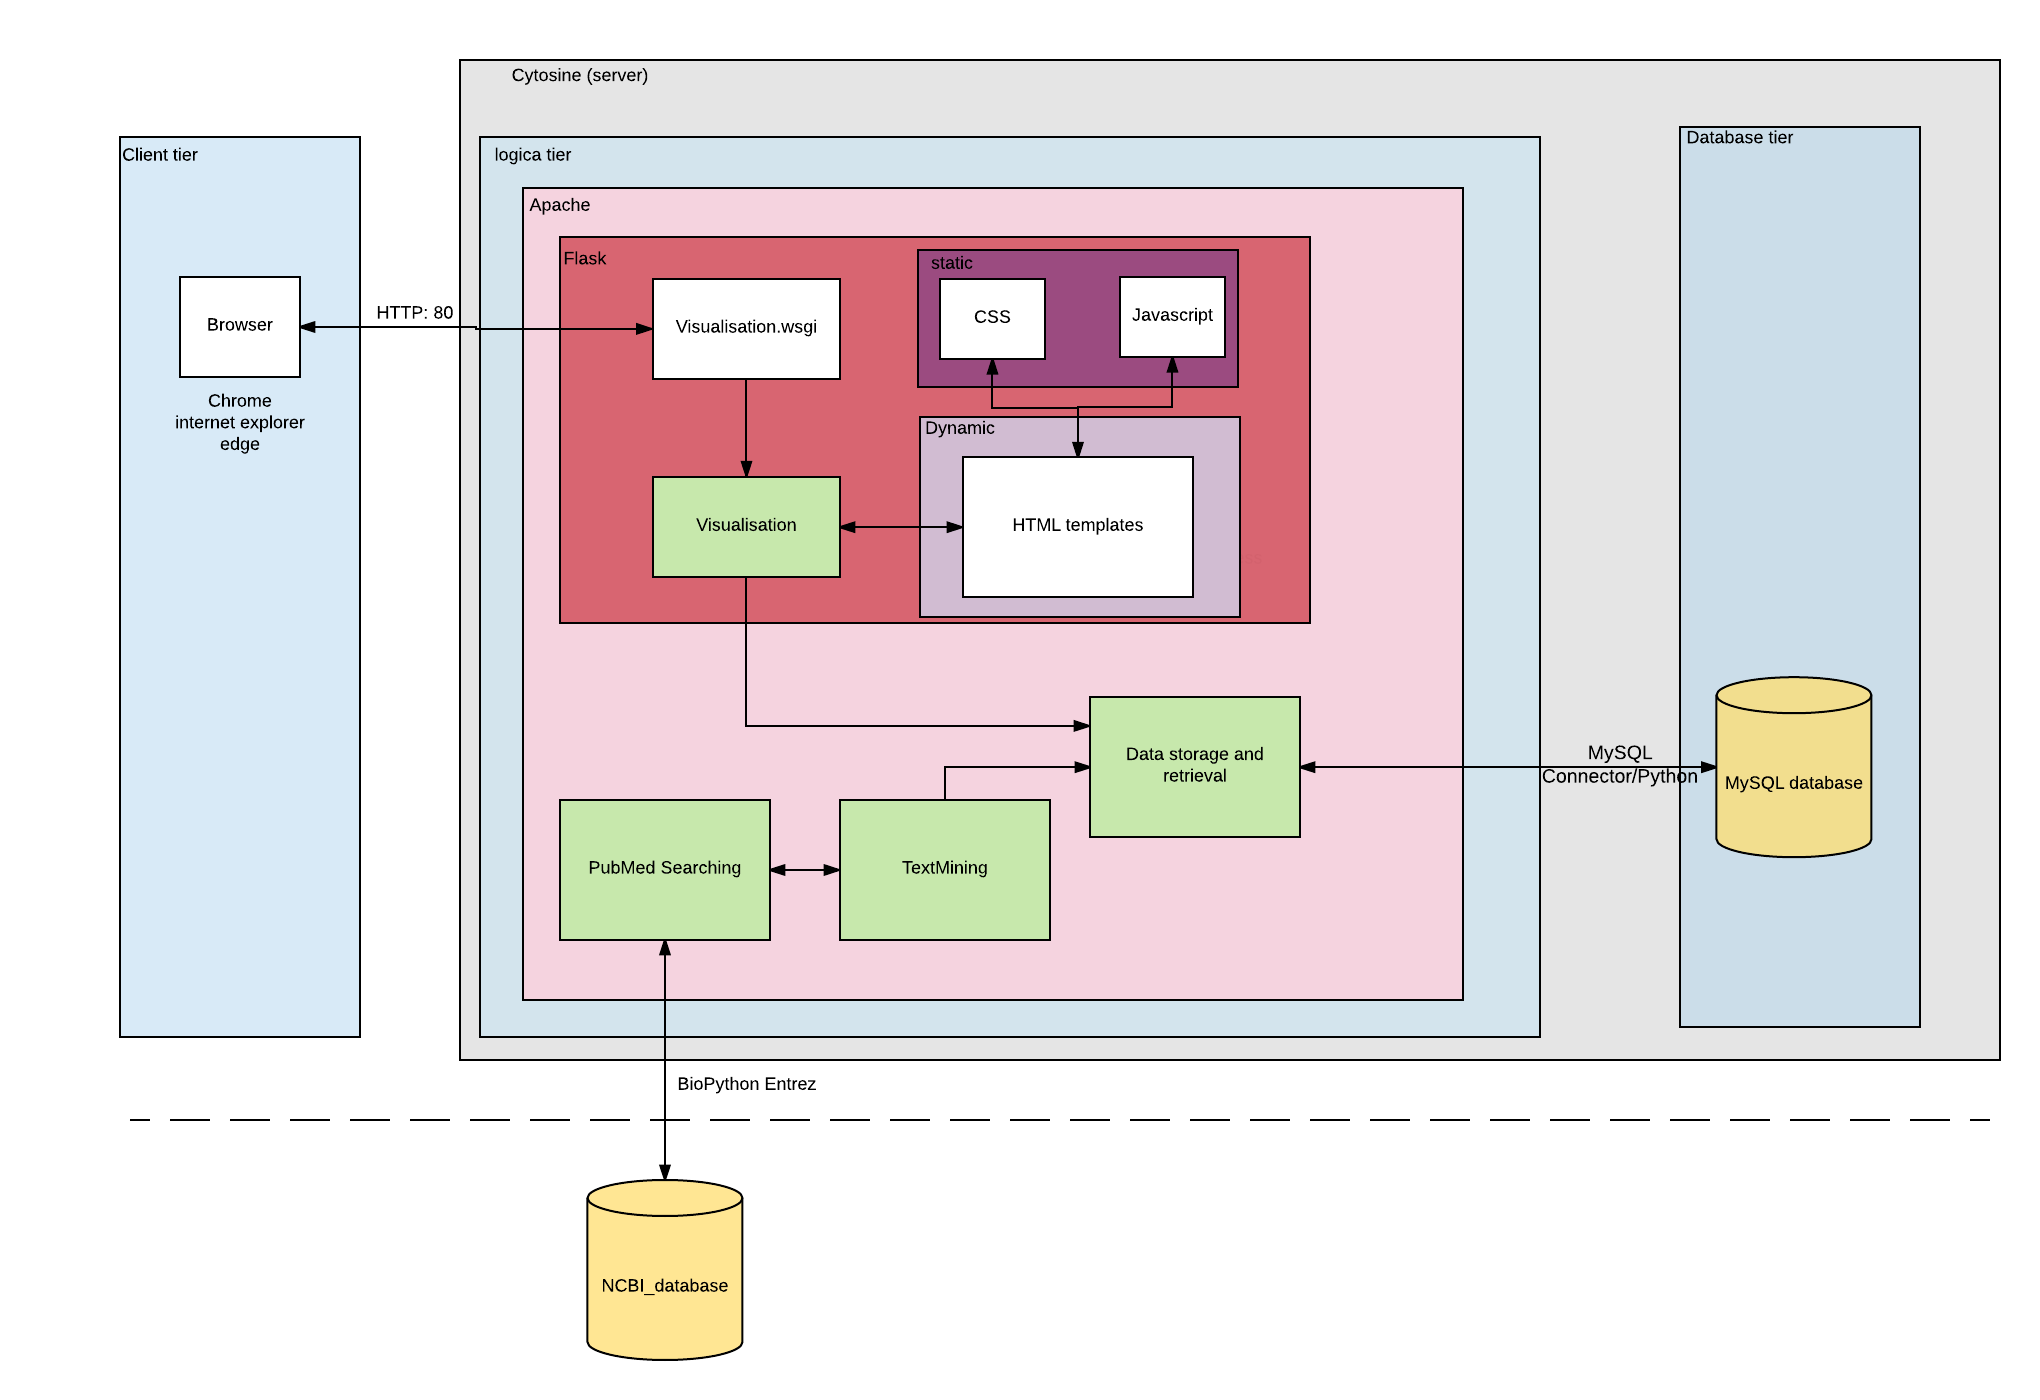 Cytosine (server)
Client tier
logica tier
Database tier
Apache
Flask
static
Browser
HTTP: 80
Visualisation.wsgi
CSS
Javascript
Chrome
internet explorer
edge
Dynamic
Visualisation
HTML templates
Data storage and
retrieval
MySQL
Connector/Python
MySQL database
PubMed Searching
TextMining
BioPython Entrez
NCBI_database